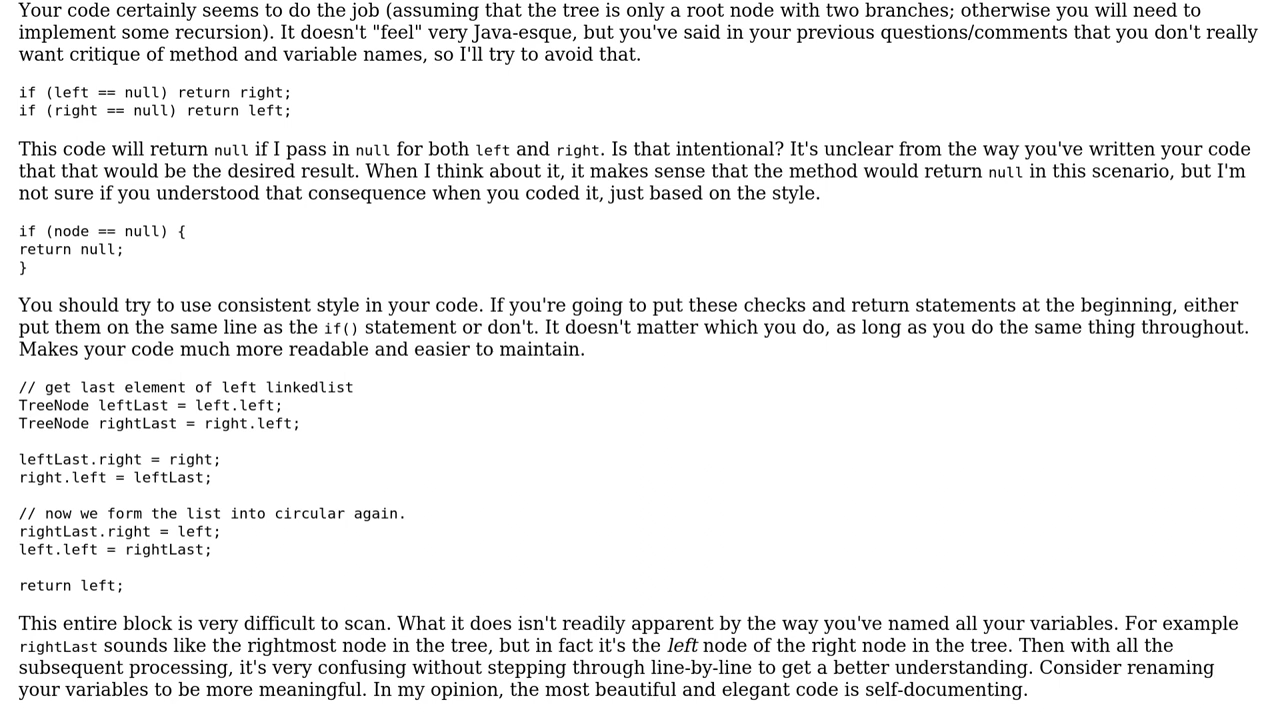 Your code certainly seems to do the job (assuming that the tree is only a root node with two branches; otherwise you will need to
implement some recursion). It doesn't "feel" very Java-esque, but you've said in your previous questions/comments that you don't really
want critique of method and variable names, so I'll try to avoid that.
if (left == null) return right;
if (right == null) return left;
This code will return null if I pass in null for both left and right. Is that intentional? It's unclear from the way you've written your code
that that would be the desired result. When I think about it, it makes sense that the method would return null in this scenario, but I'm
not sure if you understood that consequence when you coded it, just based on the style.
if (node == null) {
return null;
}
You should try to use consistent style in your code. If you're going to put these checks and return statements at the beginning, either
put them on the same line as the if() statement or don't. It doesn't matter which you do, as long as you do the same thing throughout.
Makes your code much more readable and easier to maintain.
// get last element of left linkedlist
TreeNode leftLast = left.left;
TreeNode rightLast = right.left;
leftLast.right = right;
right.left = leftLast;
// now we form the list into circular again.
rightLast.right = left;
left.left = rightLast;
return left;
This entire block is very difficult to scan. What it does isn't readily apparent by the way you've named all your variables. For example
rightLast sounds like the rightmost node in the tree, but in fact it's the left node of the right node in the tree. Then with all the
subsequent processing, it's very confusing without stepping through line-by-line to get a better understanding. Consider renaming
your variables to be more meaningful. In my opinion, the most beautiful and elegant code is self-documenting.